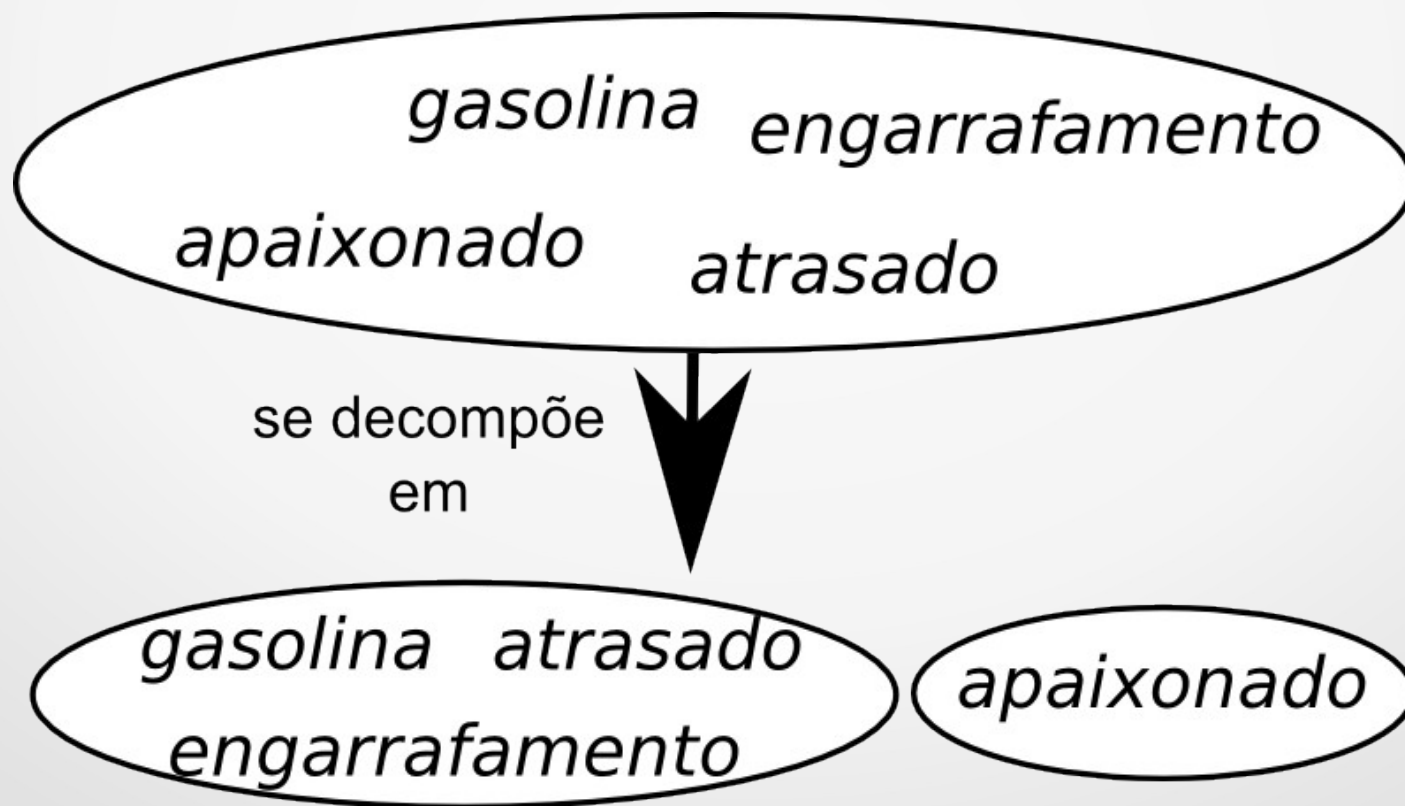 gasolina
engarrafamento
apaixonado
atrasado
se decompõe
em
gasolina atrasado
engarrafamento
apaixonado